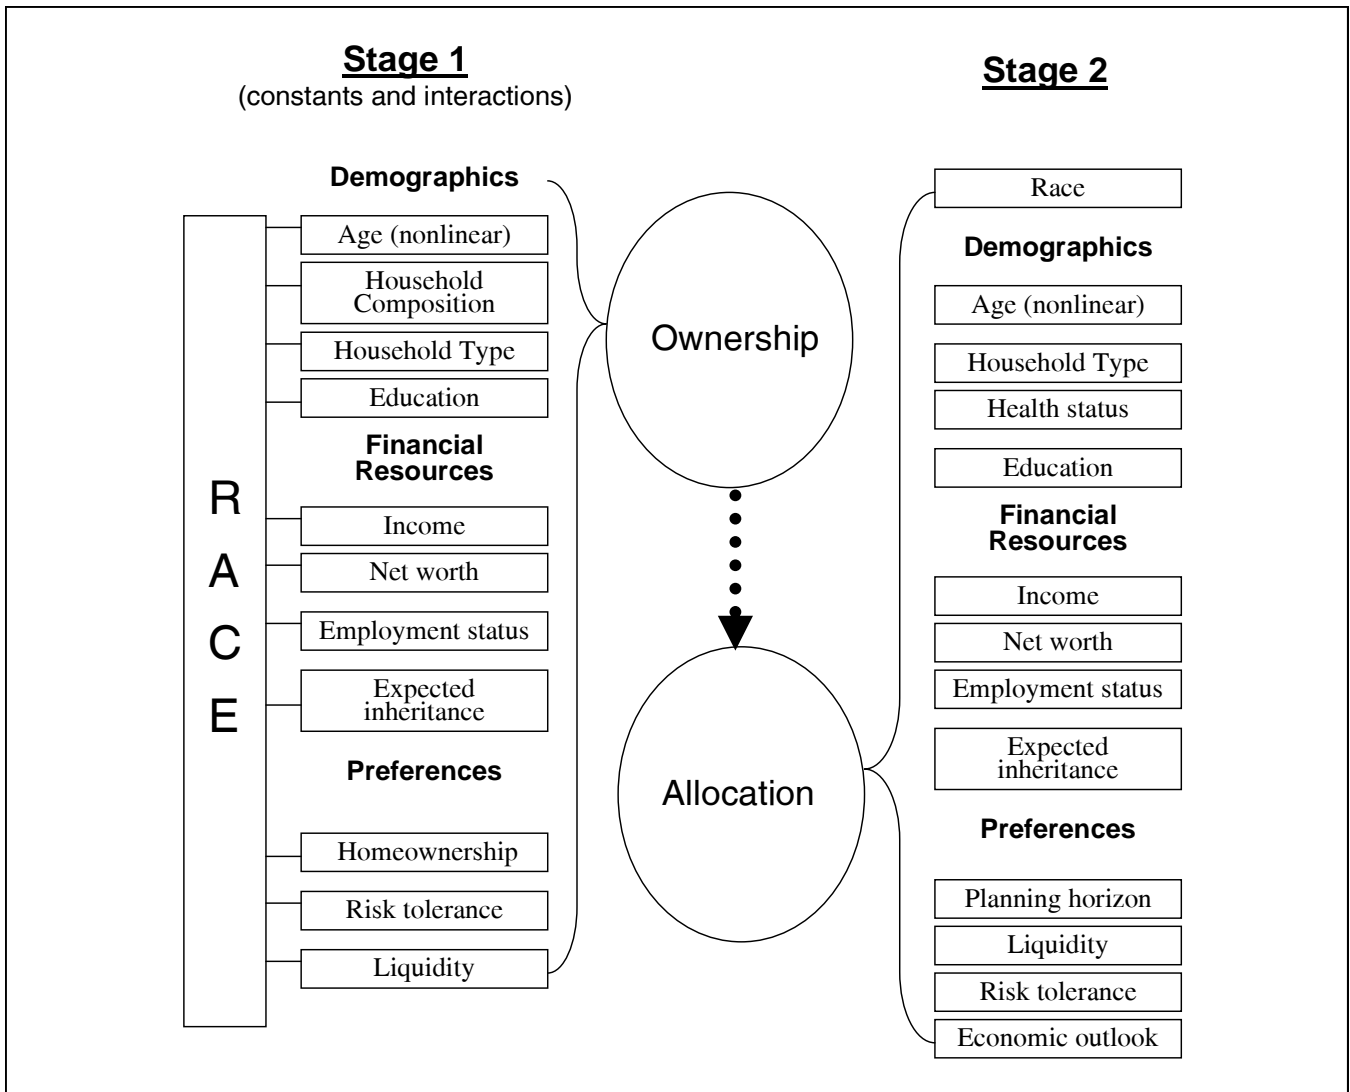 Stage 1
(constants and interactions)
Demographics
Age (nonlinear)
Household
Composition
Household Type
Education
Financial
Resources
Income
Net worth
Employment status
Expected
inheritance
Preferences
Homeownership
Risk tolerance
Liquidity
R
A
C
E
Ownership
Allocation
Stage 2
Race
Demographics
Age (nonlinear)
Household Type
Health status
Education
Financial
Resources
Income
Net worth
Employment status
Expected
inheritance
Preferences
Planning horizon
Liquidity
Risk tolerance
Economic outlook